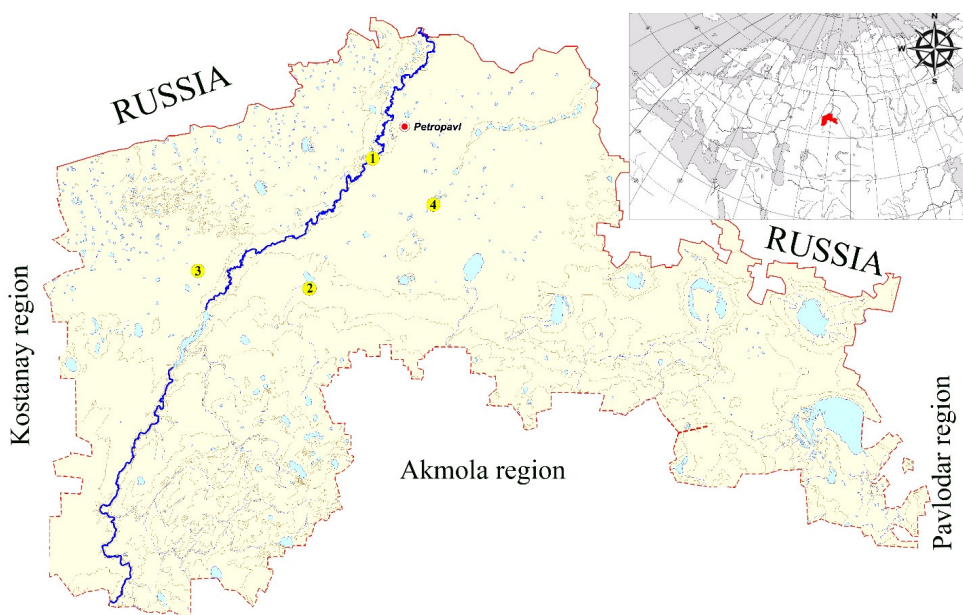 N
W
S
RUSSIA
Petropavl
1
4
RUSSIA
3
2
Kostanay region
Akmola region
Pavlodar region